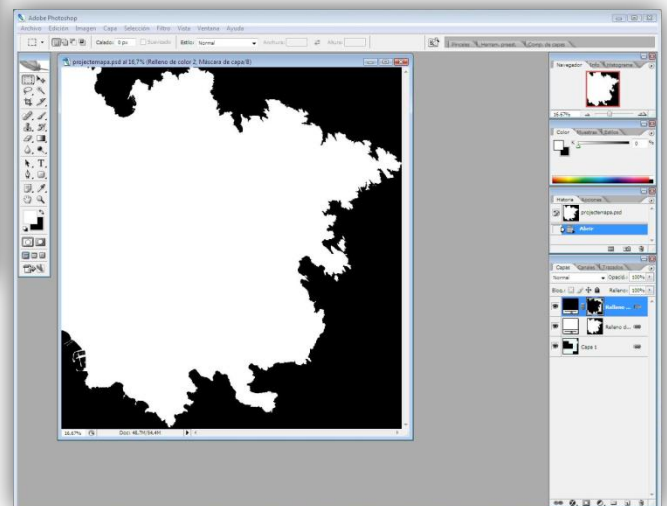 Adobe Photoshop
Archivo Edición Imagen Capa Selección Filtro Vista Ventana Ayuda
Calado: 0 px Suavizado Estilo: Normal Anchura: Altura: Pinceles Herram. preest. Comp. de capas
projectemapa.psd al 16,7% (Relleno de color 2, Máscara de capa/8)
Navegador Info Histograma
16.67%
Color Muestras Estilos
K 0 %
Historia Acciones
projectemapa.psd
Abrir
Capas Canales Trazados
Normal Opacid.: 100%
Bloq.: Relleno: 100%
Relleno ...
Relleno d...
Capa 1
16.67% Doc: 48,7M/54,4M